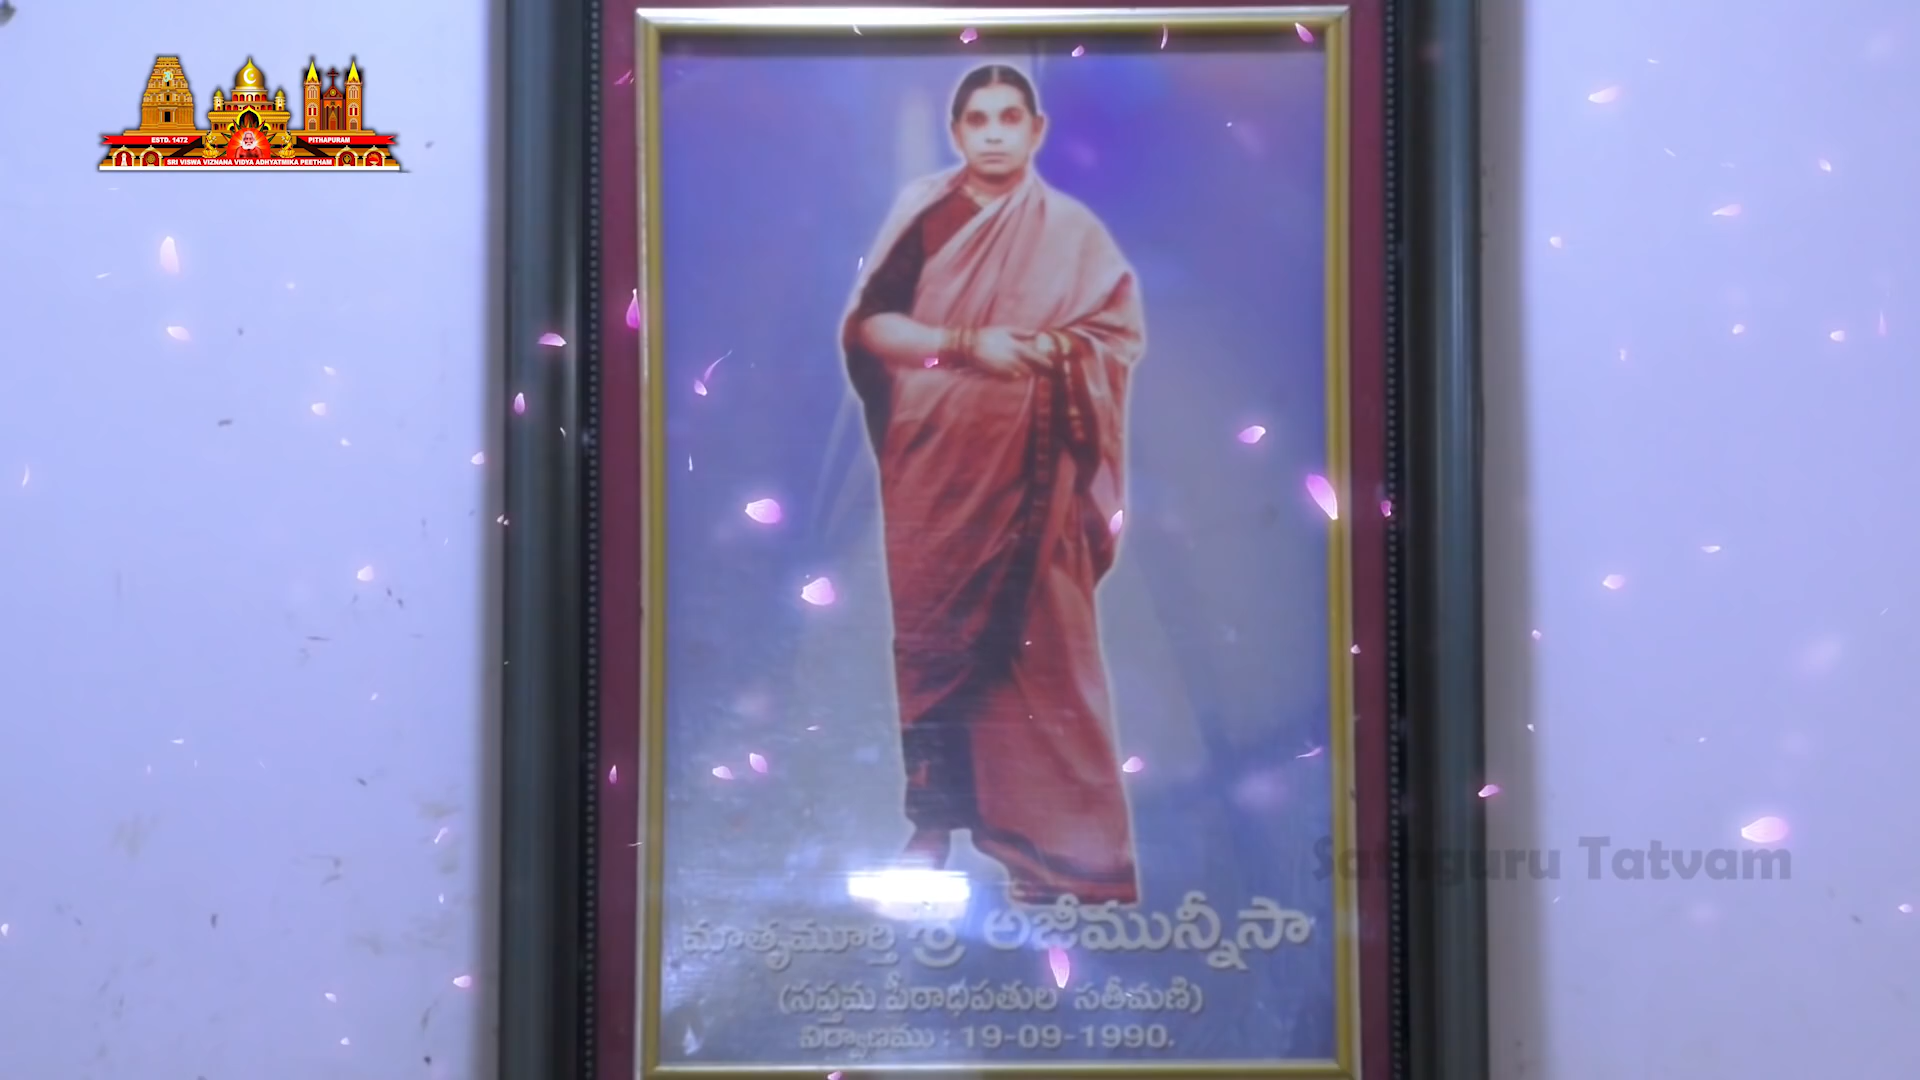 ESTD. 1472 PITHAPURAM
SRI VISWA VIZNANA VIDYA ADHYATMIKA PEETHAM
Sathguru Tatvam
మాతృమూర్తి శ్రీ అజీమున్నీసా
(సప్తమ పీఠాధిపతుల సతీమణి)
నిర్వాణము : 19-09-1990.